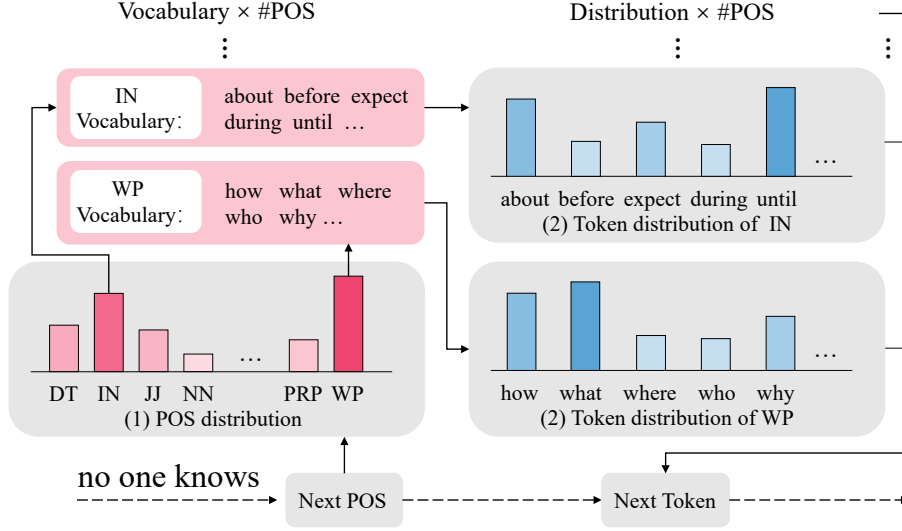 Vocabulary × #POS
Distribution × #POS
IN
Vocabulary:
about before expect
during until ...
WP
Vocabulary:
how what where
who why ...
...
about before expect during until
(2) Token distribution of IN
...
DT IN JJ NN PRP WP
(1) POS distribution
...
how what where who why
(2) Token distribution of WP
no one knows
Next POS
Next Token